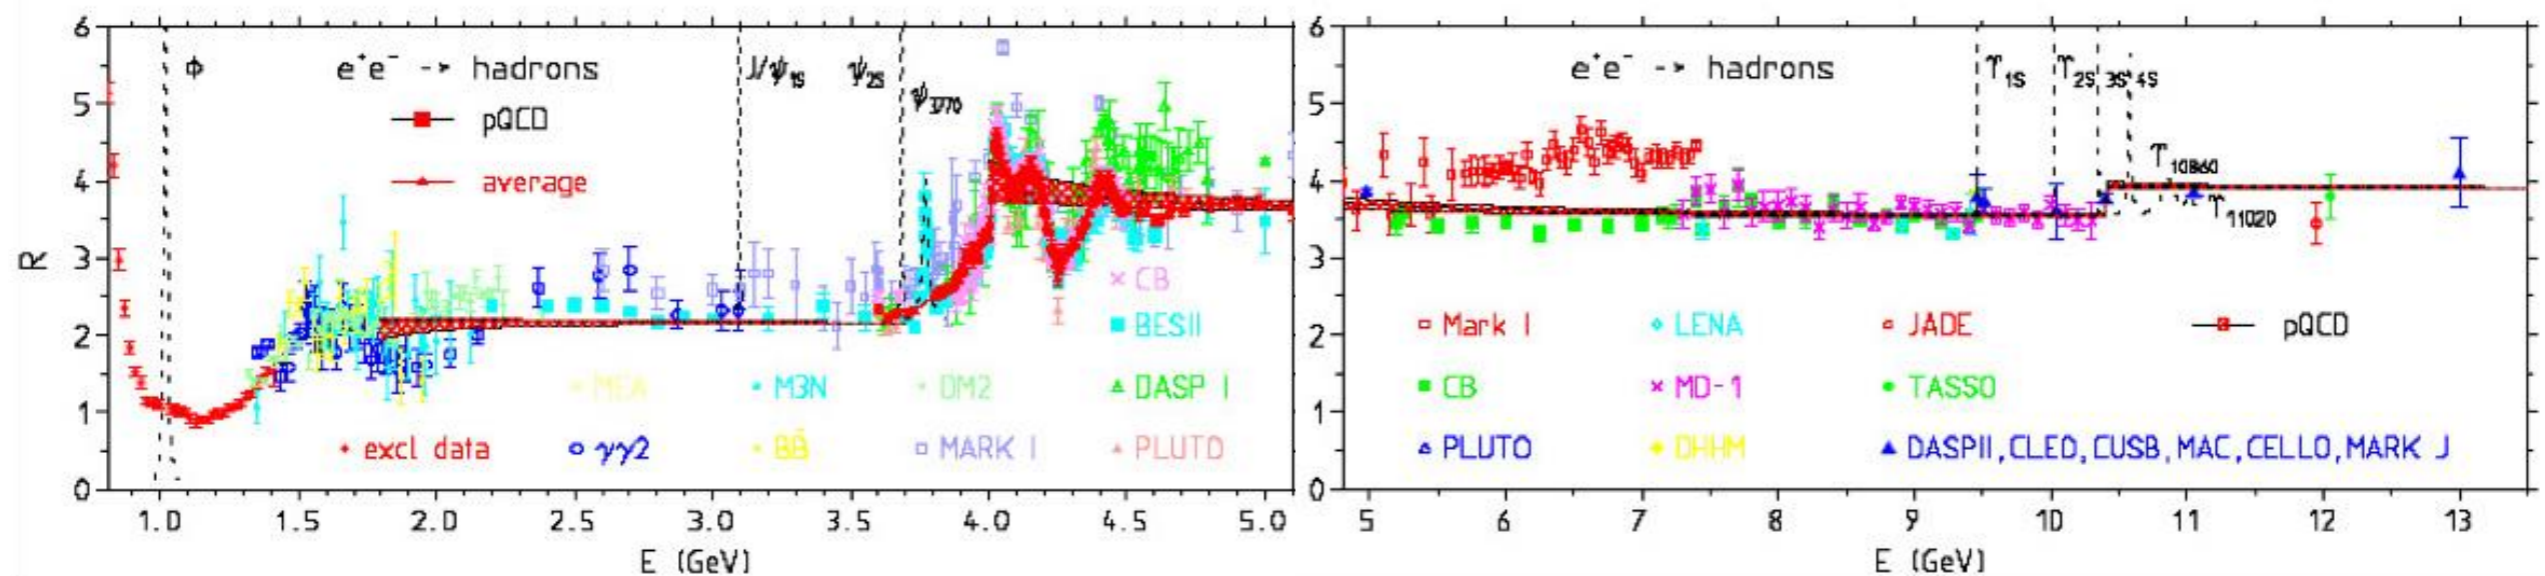 6 6
Φ e⁺e⁻ -→ hadrons J/ψ1S ψ2S ψ3770
e⁺e⁻ -→ hadrons Υ1S Υ2S 3S 4S
5 pQCD 5
average
Υ10860
4 4
Υ11020
R 3 3
CB
2 BESII 2 Mark I LENA JADE pQCD
1 MEA M3N DM2 DASP I 1 CB MD-1 TASSO
excl data γγ2 BB MARK I PLUTO PLUTO DHHM DASPII, CLEO, CUSB, MAC, CELLO, MARK J
0 0
1.0 1.5 2.0 2.5 3.0 3.5 4.0 4.5 5.0 5 6 7 8 9 10 11 12 13
E (GeV) E (GeV)